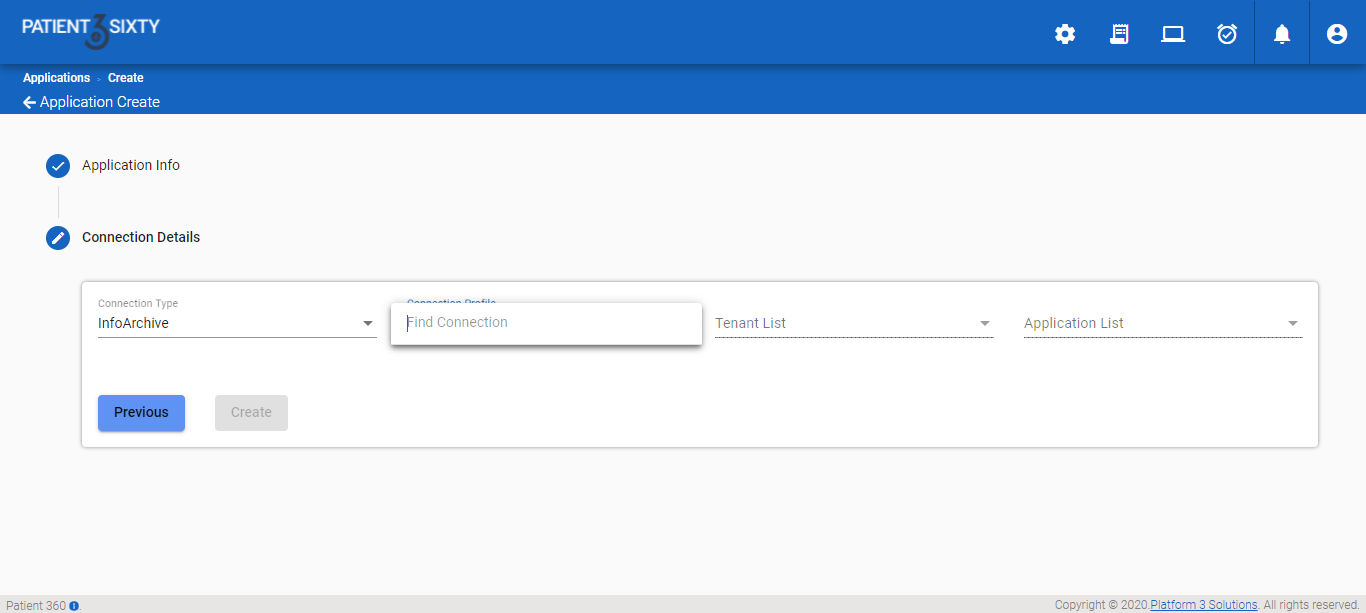 PATIENT 3 SIXTY
Applications > Create
Application Create
Application Info
Connection Details
Connection Type
InfoArchive
Connection Profile
Find Connection
Tenant List
Application List
Previous
Create
Patient 360
Copyright © 2020.Platform 3 Solutions. All rights reserved.